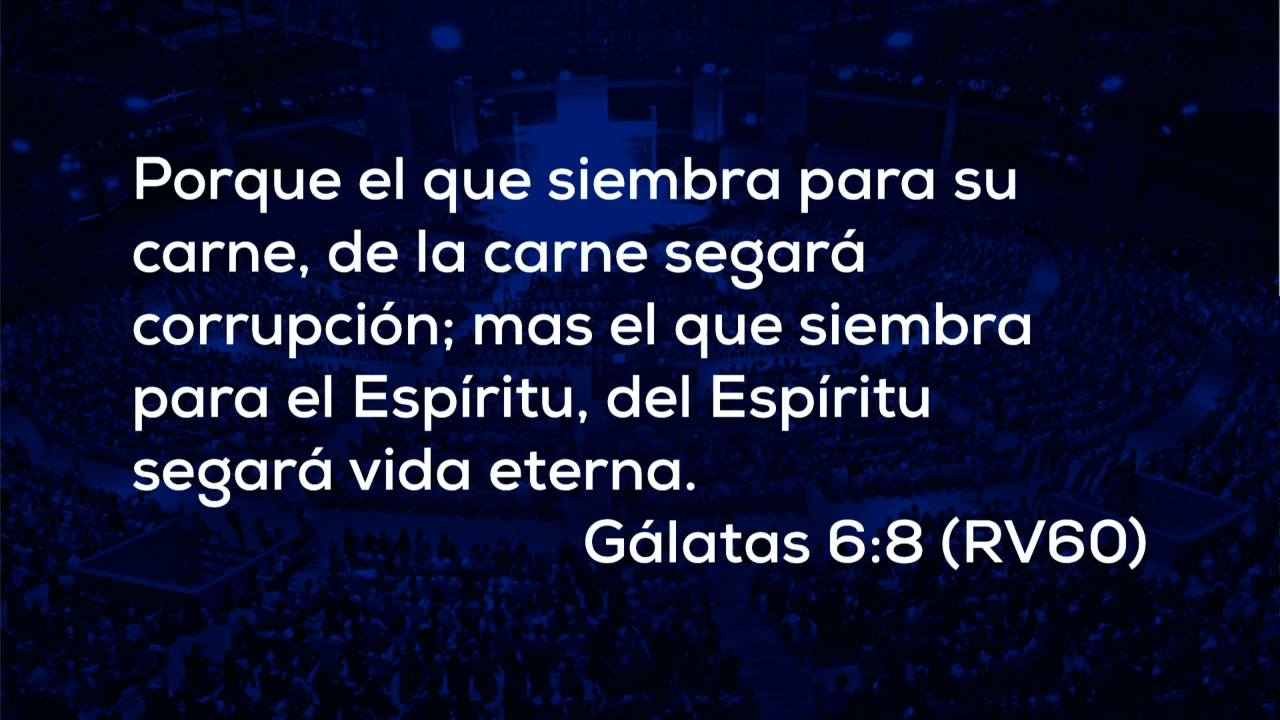 Porque el que siembra para su
carne, de la carne segará
corrupción; mas el que siembra
para el Espíritu, del Espíritu
segará vida eterna.
Gálatas 6:8 (RV60)